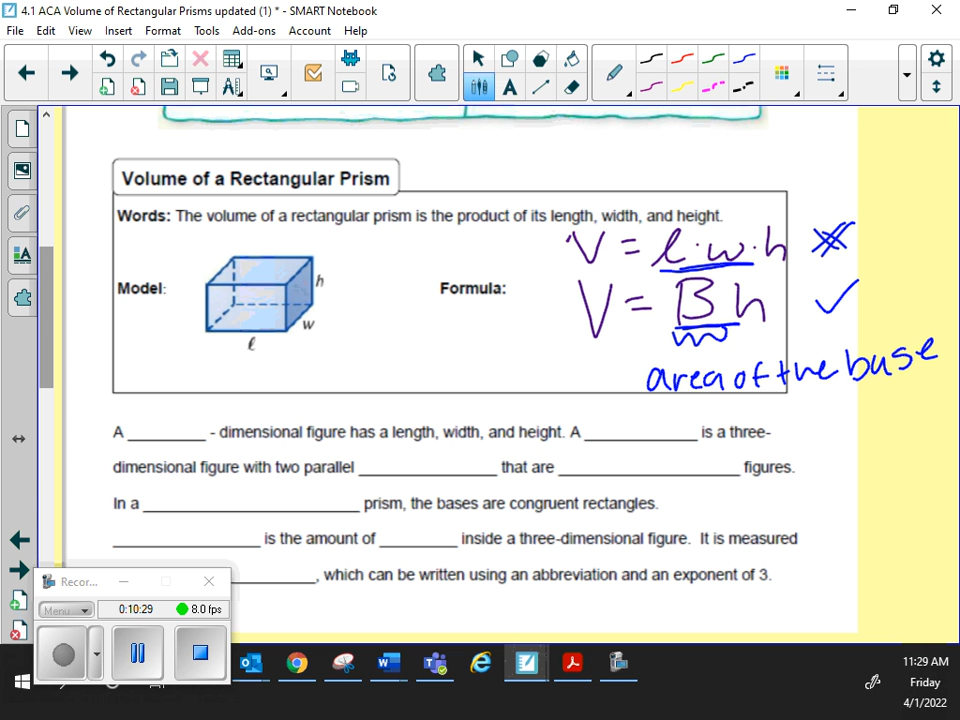 4.1 ACA Volume of Rectangular Prisms updated (1) * - SMART Notebook
File Edit View Insert Format Tools Add-ons Account Help
Volume of a Rectangular Prism
Words: The volume of a rectangular prism is the product of its length, width, and height.
V = l · w · h
Model: Formula:
h
w
l
V = B h
area of the base
A ________ - dimensional figure has a length, width, and height. A ____________ is a three-
dimensional figure with two parallel _______________ that are ____________________ figures.
In a ________________________ prism, the bases are congruent rectangles.
________________ is the amount of ________ inside a three-dimensional figure. It is measured
_________, which can be written using an abbreviation and an exponent of 3.
Recor...
Menu 0:10:29 8.0 fps
11:29 AM
Friday
4/1/2022